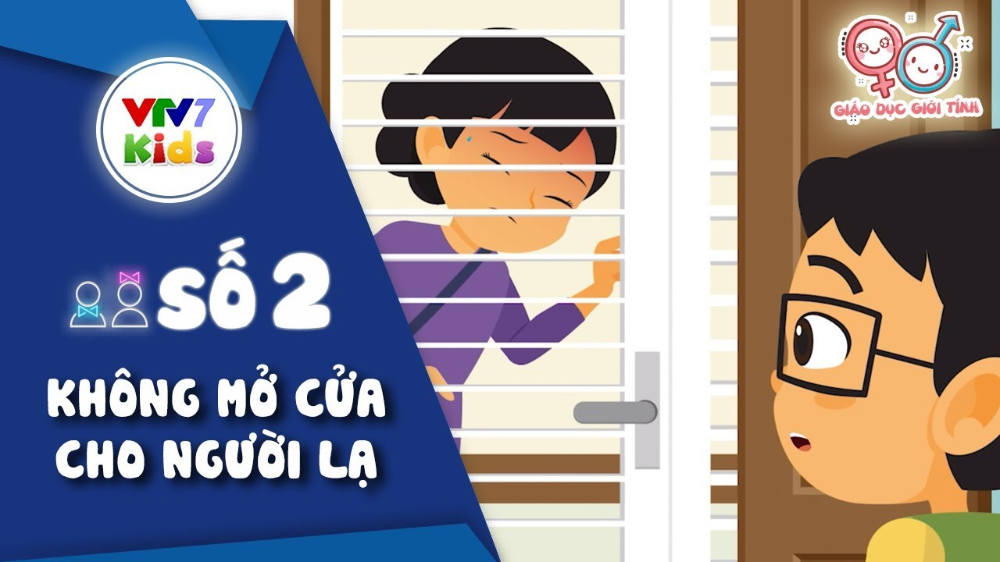 VTV7
Kids
GIÁO DỤC GIỚI TÍNH
SỐ 2
KHÔNG MỞ CỬA
CHO NGƯỜI LẠ